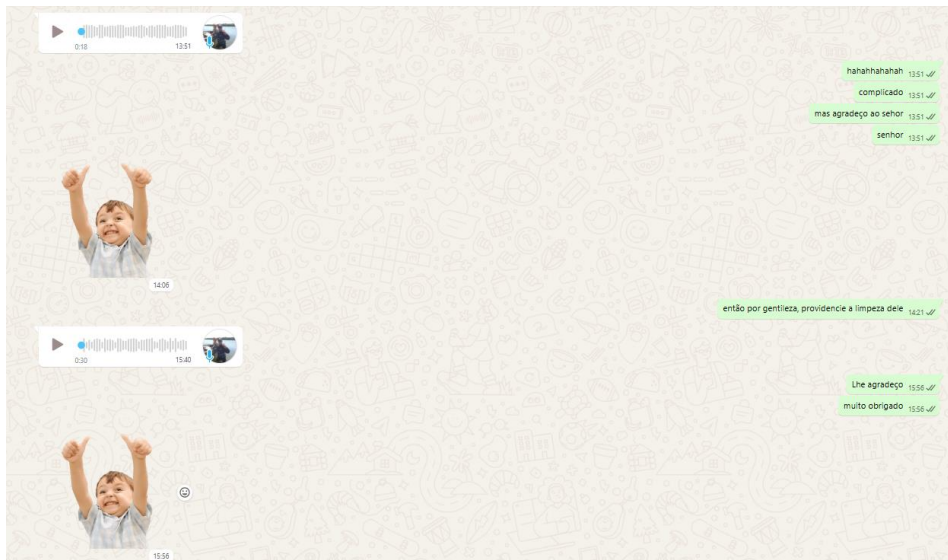 0:18 13:51
hahahhahahah 13:51
complicado 13:51
mas agradeço ao sehor 13:51
senhor 13:51
14:06
então por gentileza, providencie a limpeza dele 14:21
0:30 15:40
Lhe agradeço 15:56
muito obrigado 15:56
15:56